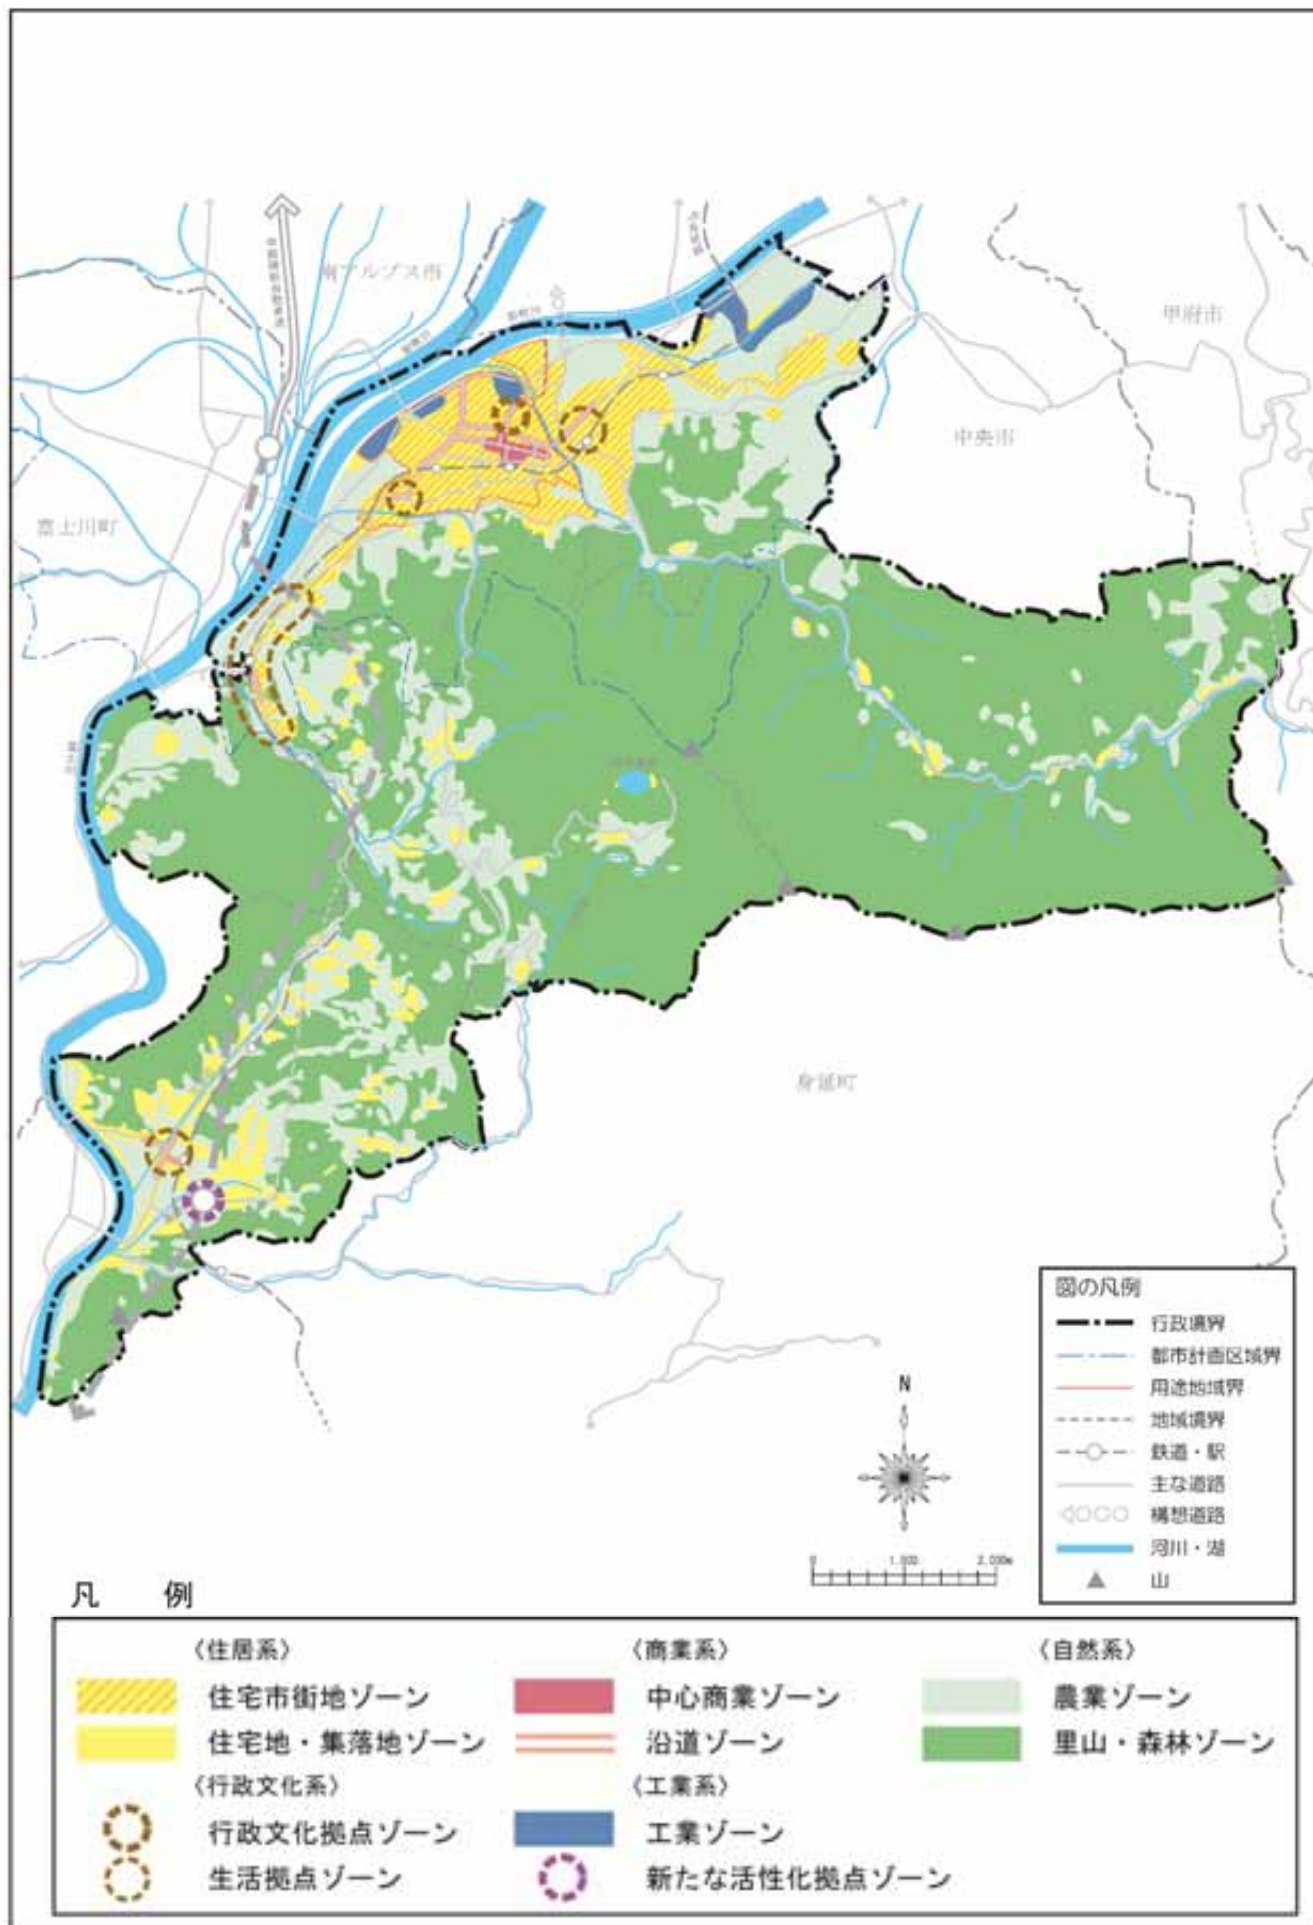 南アルプス市
甲府市
中央市
富士川町
身延町
図の凡例
行政境界
都市計画区域界
用途地域界
地域境界
鉄道・駅
主な道路
構想道路
河川・湖
山
N
0 1,000 2,000m
凡 例
〈住居系〉 〈商業系〉 〈自然系〉
住宅市街地ゾーン 中心商業ゾーン 農業ゾーン
住宅地・集落地ゾーン 沿道ゾーン 里山・森林ゾーン
〈行政文化系〉 〈工業系〉
行政文化拠点ゾーン 工業ゾーン
生活拠点ゾーン 新たな活性化拠点ゾーン